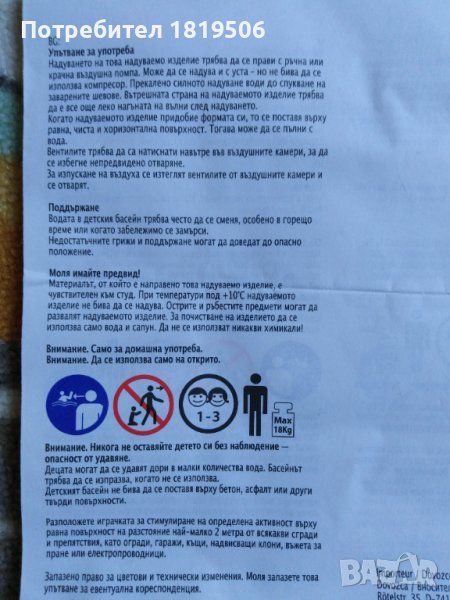 Потребител 1819506
BG:
Упътване за употреба
Надуването на това надуваемо изделие трябва да се прави с ръчна или
крачна въздушна помпа. Може да се надува и с уста – но не бива да се
използва компресор. Прекалено силното надуване води до спукване на
заварените шевове. Вътрешната страна на надуваемото изделие трябва
да е все още леко нагъната на вълни след надуването.
Когато надуваемото изделие придобие формата си, то се поставя върху
равна, чиста и хоризонтална повърхност. Тогава може да се пълни с
вода.
Вентилите трябва да са натиснати навътре във въздушните камери, за да
се избегне непредвидено отваряне.
За изпускане на въздуха се изтеглят вентилите от въздушните камери и
се отварят.
Поддържане
Водата в детския басейн трябва често да се сменя, особено в горещо
време или когато забележимо се замърси.
Недостатъчните грижи и поддържане могат да доведат до опасно
положение.
Моля имайте предвид!
Материалът, от който е направено това надуваемо изделие, е
чувствителен към студ. При температури под +10°C надуваемото
изделие не бива да се надува. Острите и ръбестите предмети могат да
развалят надуваемото изделие. За почистване на изделието да се
използва само вода и сапун. Да не се използват никакви химикали!
Внимание. Само за домашна употреба.
Внимание. Да се използва само на открито.
1-3
Max
18Kg
Внимание. Никога не оставяйте детето си без наблюдение –
опасност от удавяне.
Децата могат да се удавят дори в малки количества вода. Басейнът
трябва да се изпразва, когато не се използва.
Детският басейн не бива да се поставя върху бетон, асфалт или други
твърди повърхности.
Разположете играчката за стимулиране на определена активност върху
равна повърхност на разстояние най-малко 2 метра от всякакви сгради
и препятствия, като огради, гаражи, къщи, надвисващи клони, въжета за
пране или електропроводници.
Запазено право за цветови и технически изменения. Моля запазете това
упътване за евентуална кореспонденция.
Dovozca / Вносител
Rötelstr. 35, D-741
bazar